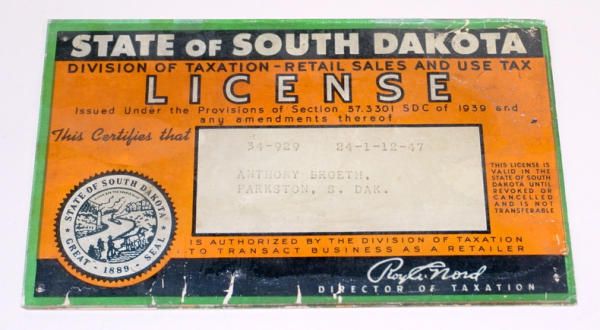 STATE OF SOUTH DAKOTA
DIVISION OF TAXATION - RETAIL SALES AND USE TAX
LICENSE
Issued Under the Provisions of Section 57.3301 SDC of 1939 and
any amendments thereof
This Certifies that
34-929 24-1-12-47
ANTHONY BROETH,
PARKSTON, S. DAK.
THIS LICENSE IS
VALID IN THE
STATE OF SOUTH
DAKOTA UNTIL
REVOKED OR
CANCELLED
AND IS NOT
TRANSFERABLE
STATE OF SOUTH DAKOTA
GREAT SEAL
1889
IS AUTHORIZED BY THE DIVISION OF TAXATION
TO TRANSACT BUSINESS AS A RETAILER
Nord
DIRECTOR OF TAXATION